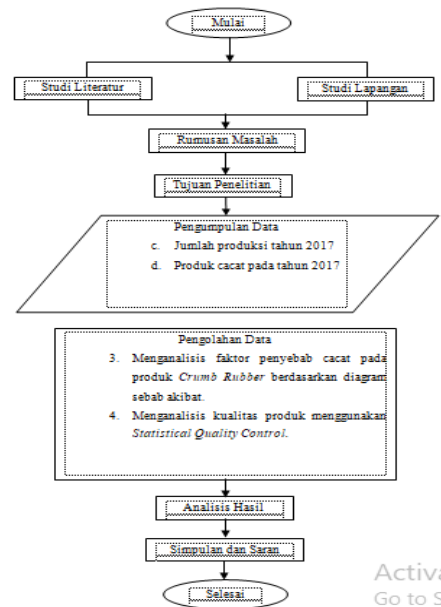 Mulai
Studi Literatur
Studi Lapangan
Rumusan Masalah
Tujuan Penelitian
Pengumpulan Data
c. Jumlah produksi tahun 2017
d. Produk cacat pada tahun 2017
Pengolahan Data
3. Menganalisis faktor penyebab cacat pada
produk Crumb Rubber berdasarkan diagram
sebab akibat.
4. Menganalisis kualitas produk menggunakan
Statistical Quality Control.
Analisis Hasil
Simpulan dan Saran
Selesai
Activa
Go to S